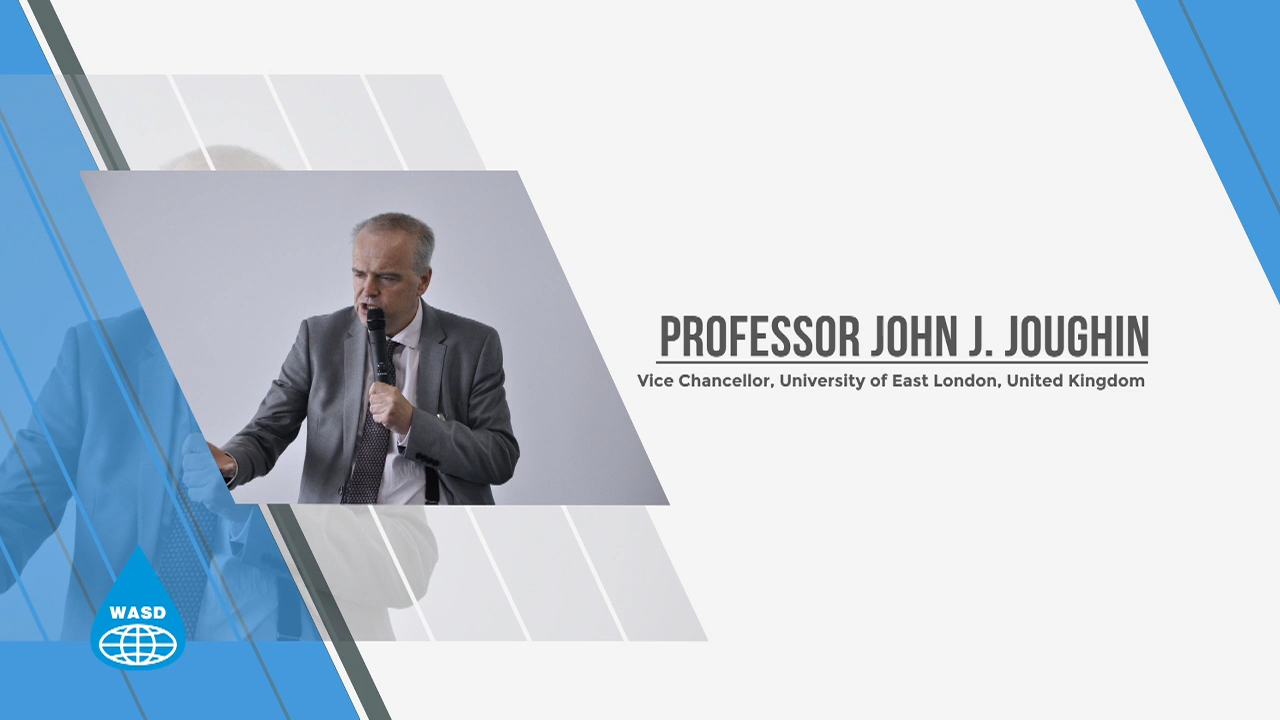 PROFESSOR JOHN J. JOUGHIN
Vice Chancellor, University of East London, United Kingdom
WASD